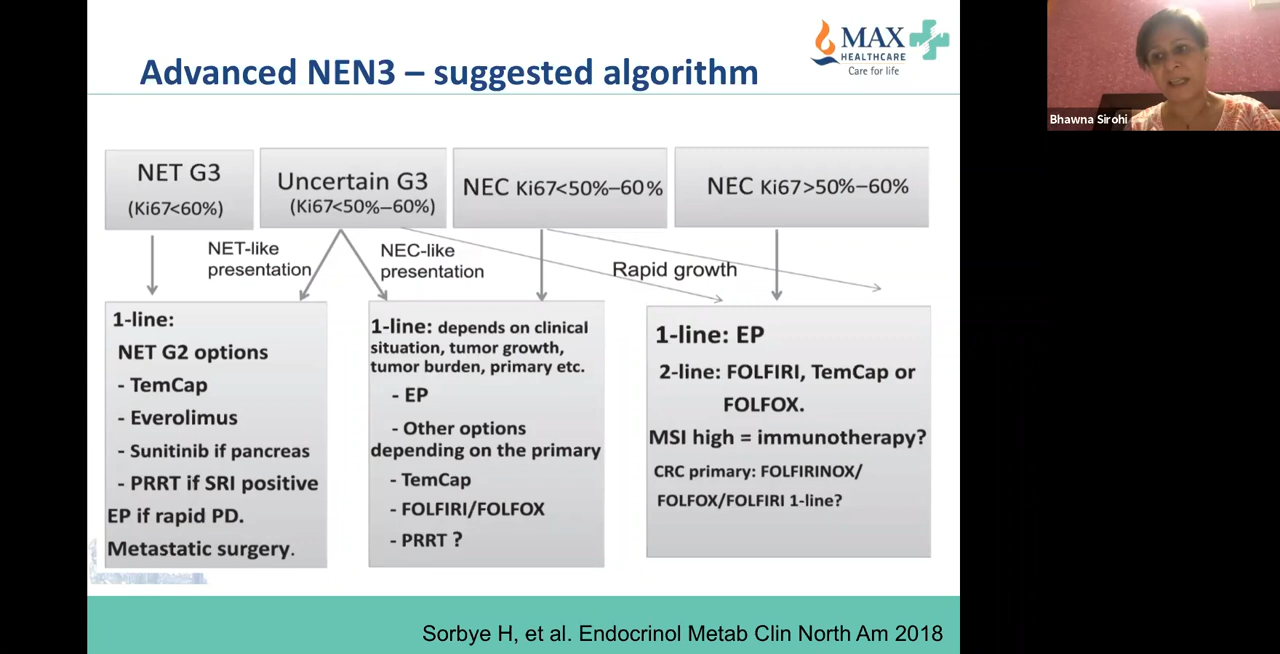 MAX
HEALTHCARE
Care for life
Advanced NEN3 – suggested algorithm
Bhawna Sirohi
NET G3
(Ki67<60%)
Uncertain G3
(Ki67<50%–60%)
NEC Ki67<50%–60%
NEC Ki67>50%–60%
NET-like
presentation
NEC-like
presentation
Rapid growth
1-line:
NET G2 options
- TemCap
- Everolimus
- Sunitinib if pancreas
- PRRT if SRI positive
EP if rapid PD.
Metastatic surgery.
1-line: depends on clinical
situation, tumor growth,
tumor burden, primary etc.
- EP
- Other options
depending on the primary
- TemCap
- FOLFIRI/FOLFOX
- PRRT ?
1-line: EP
2-line: FOLFIRI, TemCap or
FOLFOX.
MSI high = immunotherapy?
CRC primary: FOLFIRINOX/
FOLFOX/FOLFIRI 1-line?
Sorbye H, et al. Endocrinol Metab Clin North Am 2018